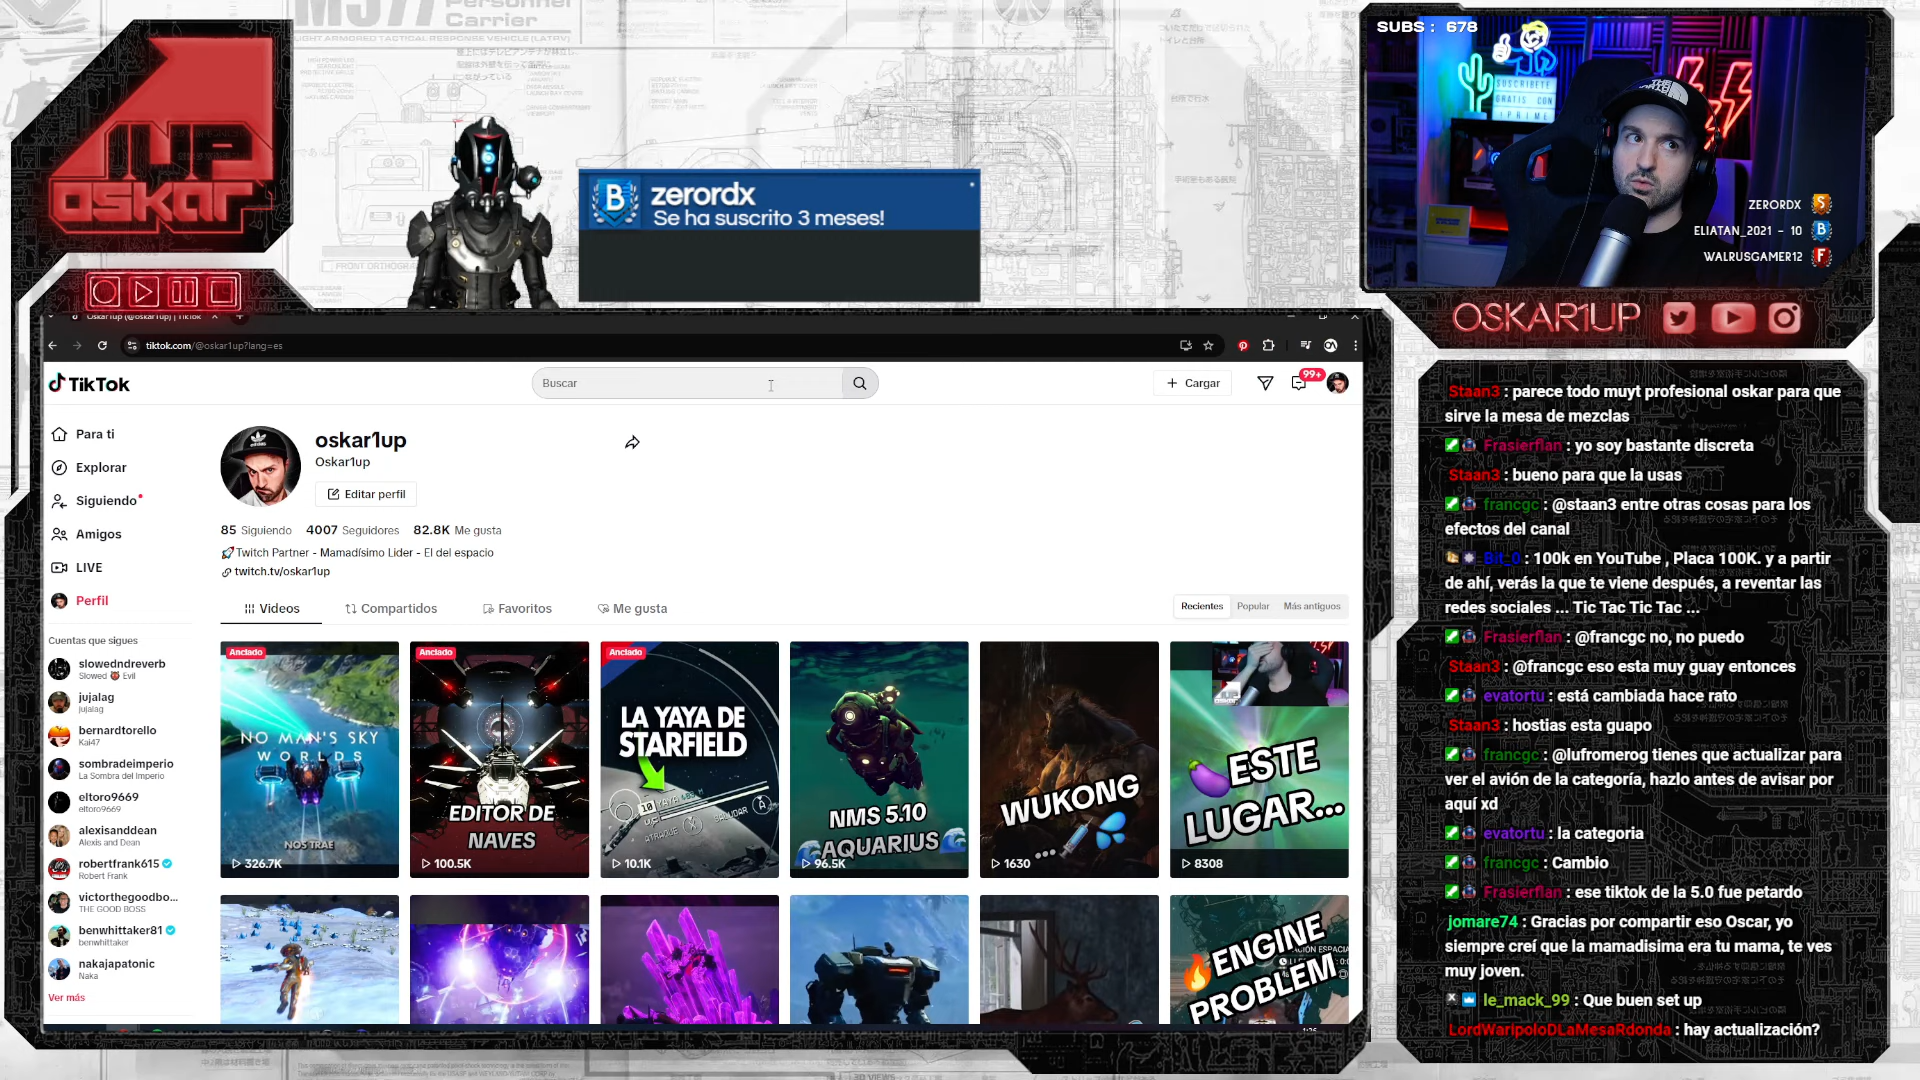 Personnel
Carrier
UP
oskar
zerordx
Se ha suscrito 3 meses!
SUBS : 678
SUSCRIBETE
GRATIS CON
PRIME
ZERORDX
ELIATAN_2021 - 10
WALRUSGAMER12
OSKAR1UP
Oskar1up (@oskar1up) | TikTok
tiktok.com/@oskar1up?lang=es
TikTok
Buscar
Cargar
99+
Para ti
Explorar
Siguiendo
Amigos
LIVE
Perfil
Cuentas que sigues
slowedndreverb
Slowed 👹 Evil
jujalag
jujalag
bernardtorello
Kai47
sombradeimperio
La Sombra del Imperio
eltoro9669
eltoro9669
alexisanddean
Alexis and Dean
robertfrank615
Robert Frank
victorthegoodbo...
THE GOOD BOSS
benwhittaker81
benwhittaker
nakajapatonic
Naka
Ver más
oskar1up
Oskar1up
Editar perfil
85 Siguiendo 4007 Seguidores 82.8K Me gusta
🚀Twitch Partner - Mamadísimo Lider - El del espacio
twitch.tv/oskar1up
Videos Compartidos Favoritos Me gusta
Recientes Popular Más antiguos
Anclado
NO MAN'S SKY
WORLDS
NOS TRAE
326.7K
Anclado
EDITOR DE
NAVES
100.5K
Anclado
LA YAYA DE
STARFIELD
10.1K
NMS 5.10
AQUARIUS
96.5K
WUKONG
1630
ESTE
LUGAR...
8308
ENGINE
PROBLEM
Staan3 : parece todo muyt profesional oskar para que
sirve la mesa de mezclas
Frasierflan : yo soy bastante discreta
Staan3 : bueno para que la usas
francgc : @staan3 entre otras cosas para los
efectos del canal
Bit_0 : 100k en YouTube , Placa 100K. y a partir
de ahí, verás la que te viene después, a reventar las
redes sociales ... Tic Tac Tic Tac ...
Frasierflan : @francgc no, no puedo
Staan3 : @francgc eso esta muy guay entonces
evatortu : está cambiada hace rato
Staan3 : hostias esta guapo
francgc : @lufromerog tienes que actualizar para
ver el avión de la categoría, hazlo antes de avisar por
aquí xd
evatortu : la categoria
francgc : Cambio
Frasierflan : ese tiktok de la 5.0 fue petardo
jomare74 : Gracias por compartir eso Oscar, yo
siempre creí que la mamadisima era tu mama, te ves
muy joven.
le_mack_99 : Que buen set up
LordWaripoloDLaMesaRdonda : hay actualización?